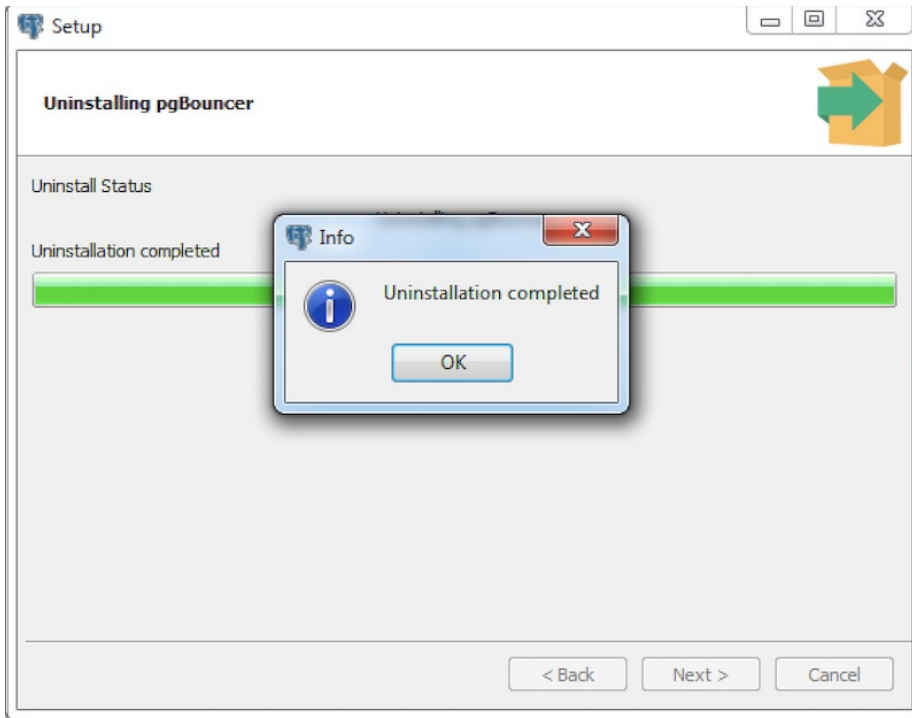 Setup
Uninstalling pgBouncer
Uninstall Status
Uninstallation completed
Info
Uninstallation completed
OK
< Back
Next >
Cancel